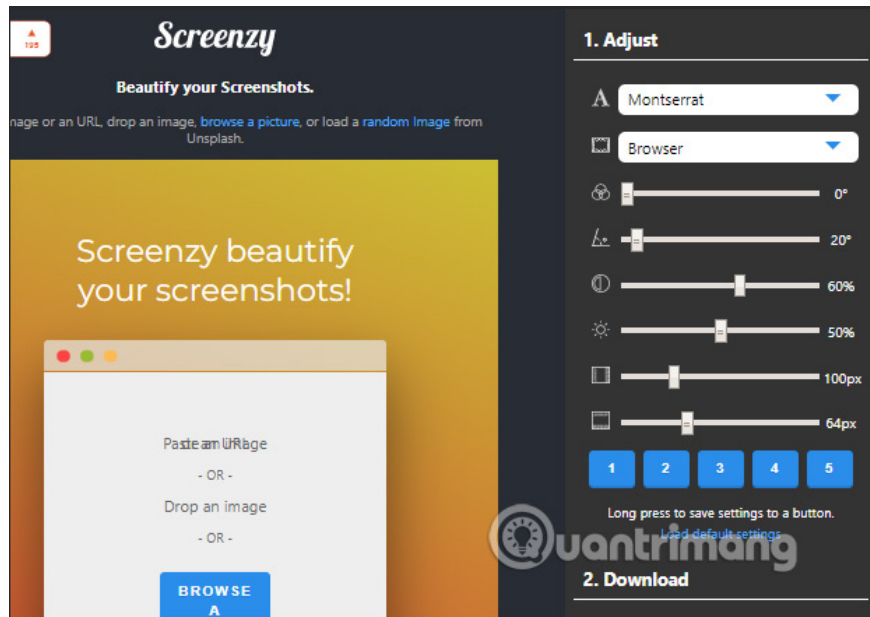 195
Screenzy
Beautify your Screenshots.
or an URL, drop an image, browse a picture, or load a random Image from
Unsplash.
Screenzy beautify
your screenshots!
- OR -
Drop an image
- OR -
BROWSE
A
1. Adjust
Montserrat
Browser
0°
20°
60%
50%
100px
64px
1 2 3 4 5
Long press to save settings to a button.
Load default settings
Quantrimang
2. Download